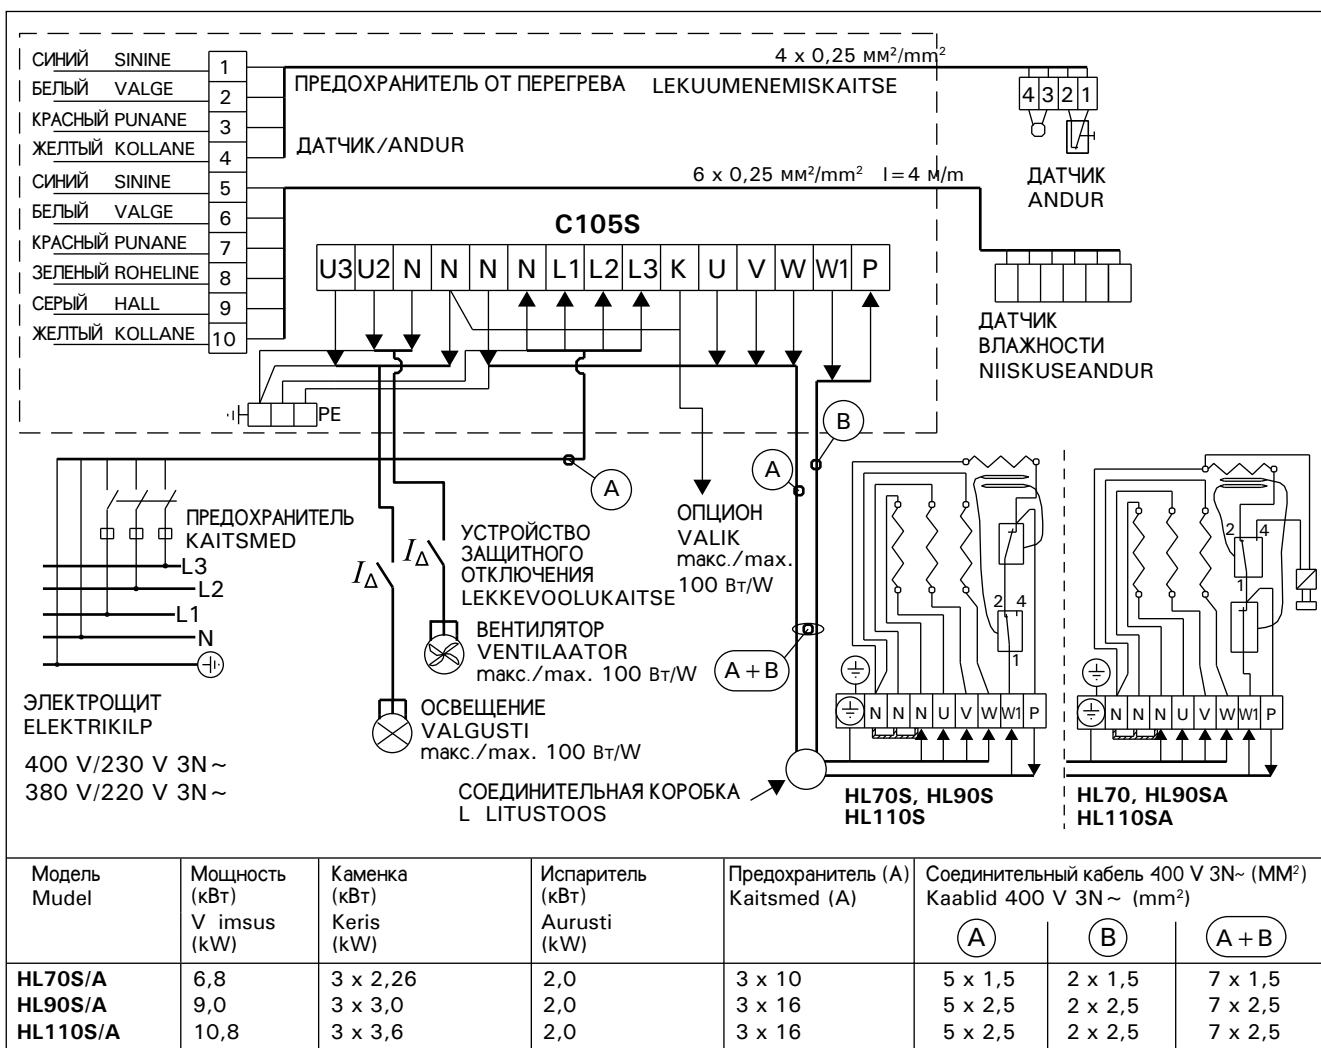 СИНИЙ SININE 1
БЕЛЫЙ VALGE 2
КРАСНЫЙ PUNANE 3
ЖЕЛТЫЙ KOLLANE 4
СИНИЙ SININE 5
БЕЛЫЙ VALGE 6
КРАСНЫЙ PUNANE 7
ЗЕЛЕНЫЙ ROHELINE 8
СЕРЫЙ HALL 9
ЖЕЛТЫЙ KOLLANE 10
4 x 0,25 мм²/mm²
ПРЕДОХРАНИТЕЛЬ ОТ ПЕРЕГРЕВА LEKUUMENEMISKAITSE
ДАТЧИК/ANDUR
4 3 2 1
ДАТЧИК
ANDUR
6 x 0,25 мм²/mm² l=4 м/m
C105S
U3 U2 N N N N L1 L2 L3 K U V W W1 P
ДАТЧИК
ВЛАЖНОСТИ
NIISKUSEANDUR
PE
A
B
A
ПРЕДОХРАНИТЕЛЬ
KAITSMED
L3
L2
L1
N
ЭЛЕКТРОЩИТ
ELEKTRIKILP
400 V/230 V 3N~
380 V/220 V 3N~
IΔ
IΔ
УСТРОЙСТВО
ЗАЩИТНОГО
ОТКЛЮЧЕНИЯ
LEKKEVOOLUKAITSE
ОПЦИОН
VALIK
макс./max.
100 Вт/W
ВЕНТИЛЯТОР
VENTILAATOR
макс./max. 100 Вт/W
A+B
ОСВЕЩЕНИЕ
VALGUSTI
макс./max. 100 Вт/W
СОЕДИНИТЕЛЬНАЯ КОРОБКА
L LITUSTOOS
2 4
1
N N N U V W W1 P
HL70S, HL90S
HL110S
2 4
1
N N N U V W W1 P
HL70, HL90SA
HL110SA
Модель Мощность Каменка Испаритель Предохранитель (A) Соединительный кабель 400 V 3N~ (MM²)
Mudel (кВт) (кВт) (кВт) Kaitsmed (A) Kaablid 400 V 3N~ (mm²)
V imsus Keris Aurusti
(kW) (kW) (kW) A B A+B
HL70S/A 6,8 3 x 2,26 2,0 3 x 10 5 x 1,5 2 x 1,5 7 x 1,5
HL90S/A 9,0 3 x 3,0 2,0 3 x 16 5 x 2,5 2 x 2,5 7 x 2,5
HL110S/A 10,8 3 x 3,6 2,0 3 x 16 5 x 2,5 2 x 2,5 7 x 2,5